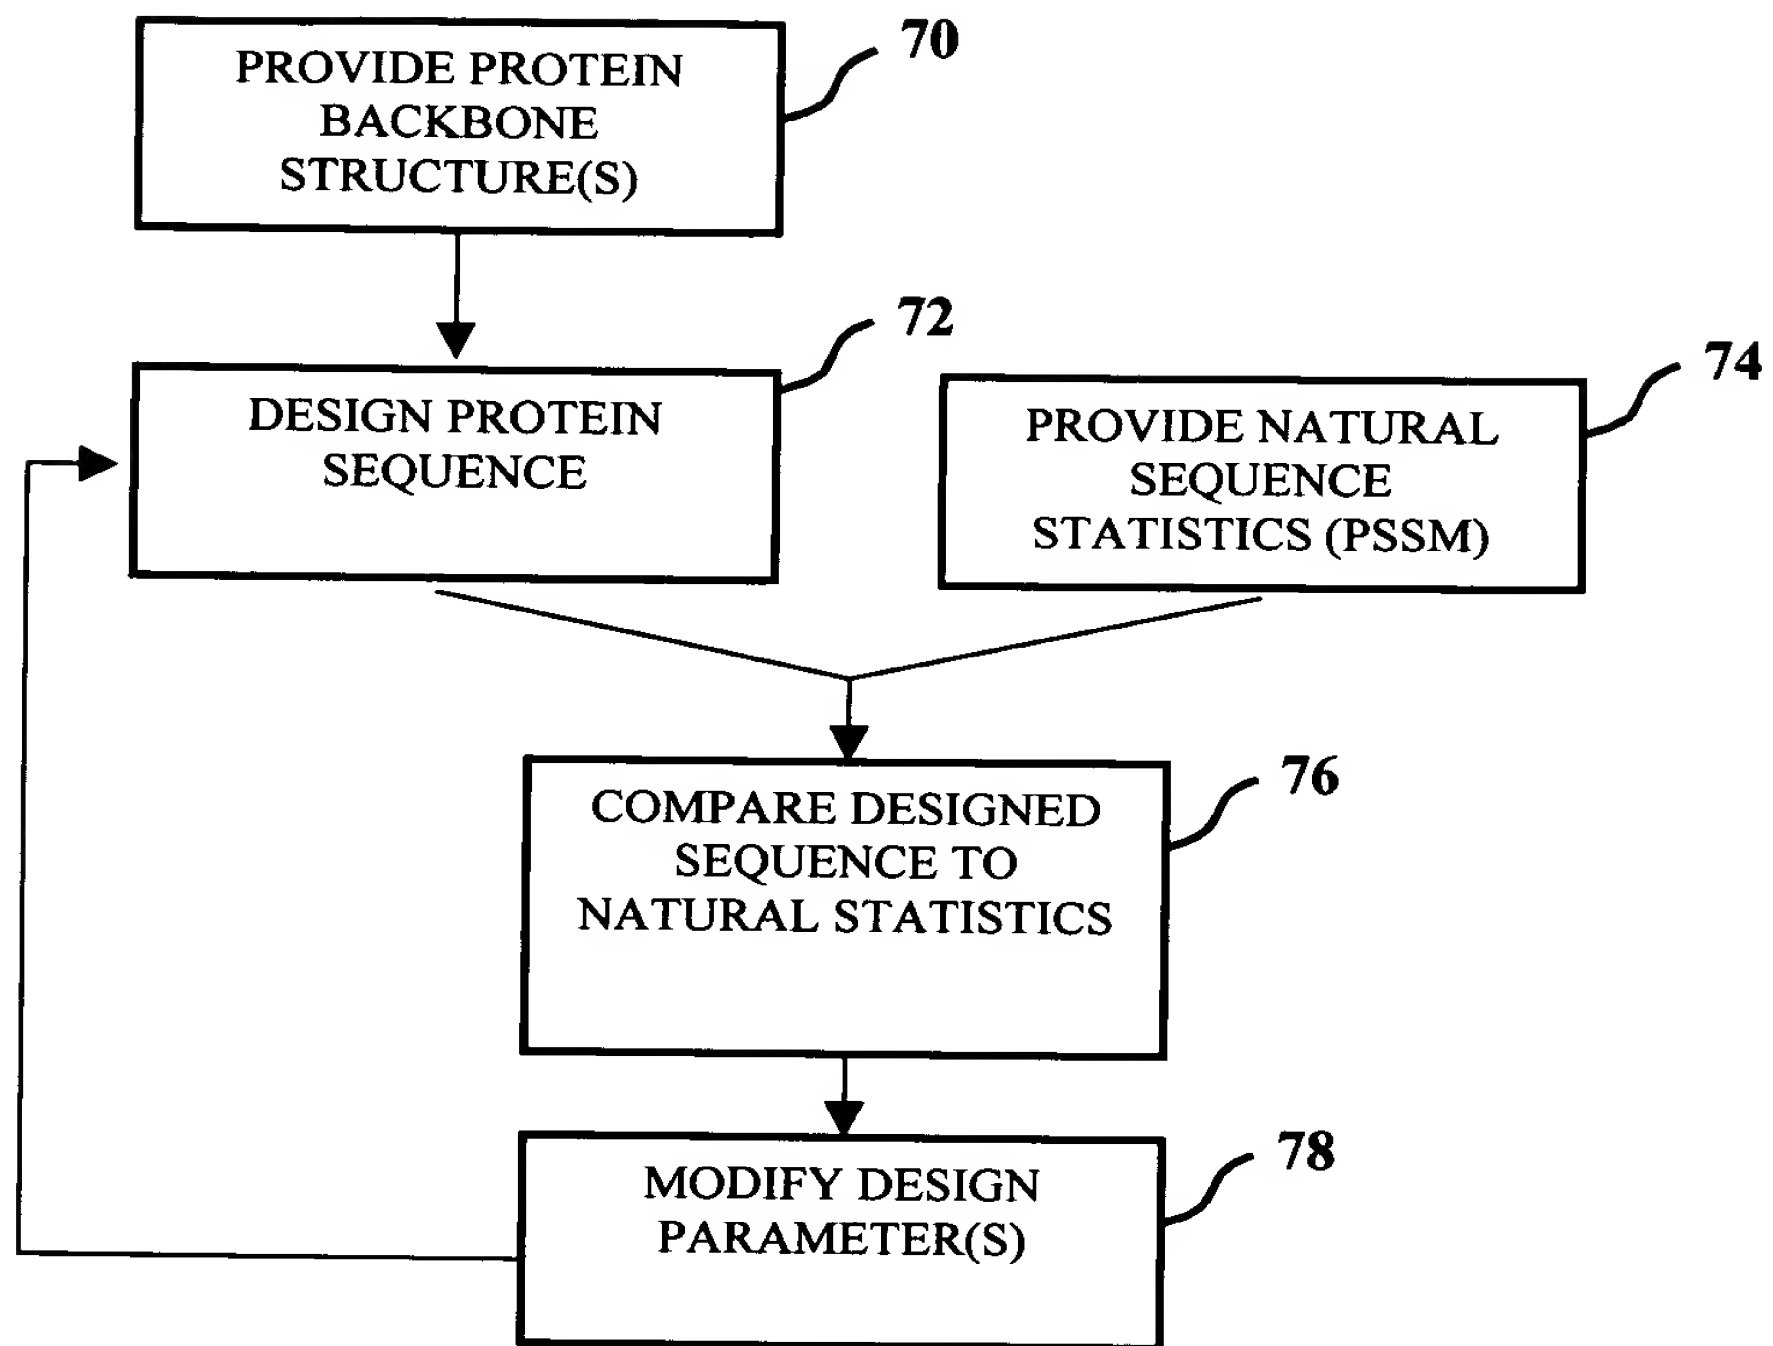 70
PROVIDE PROTEIN
BACKBONE
STRUCTURE(S)
72
DESIGN PROTEIN
SEQUENCE
74
PROVIDE NATURAL
SEQUENCE
STATISTICS (PSSM)
76
COMPARE DESIGNED
SEQUENCE TO
NATURAL STATISTICS
78
MODIFY DESIGN
PARAMETER(S)